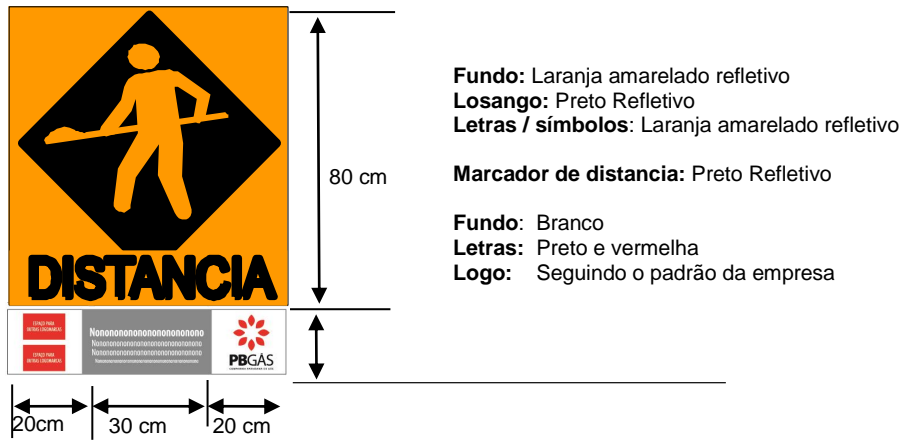 DISTANCIA
80 cm
Fundo: Laranja amarelado refletivo
Losango: Preto Refletivo
Letras / símbolos: Laranja amarelado refletivo
Marcador de distancia: Preto Refletivo
Fundo: Branco
Letras: Preto e vermelha
Logo: Seguindo o padrão da empresa
ESPAÇO PARA
OUTRAS LOGOMARCAS
ESPAÇO PARA
OUTRAS LOGOMARCAS
PBGÁS
20cm
30 cm
20 cm